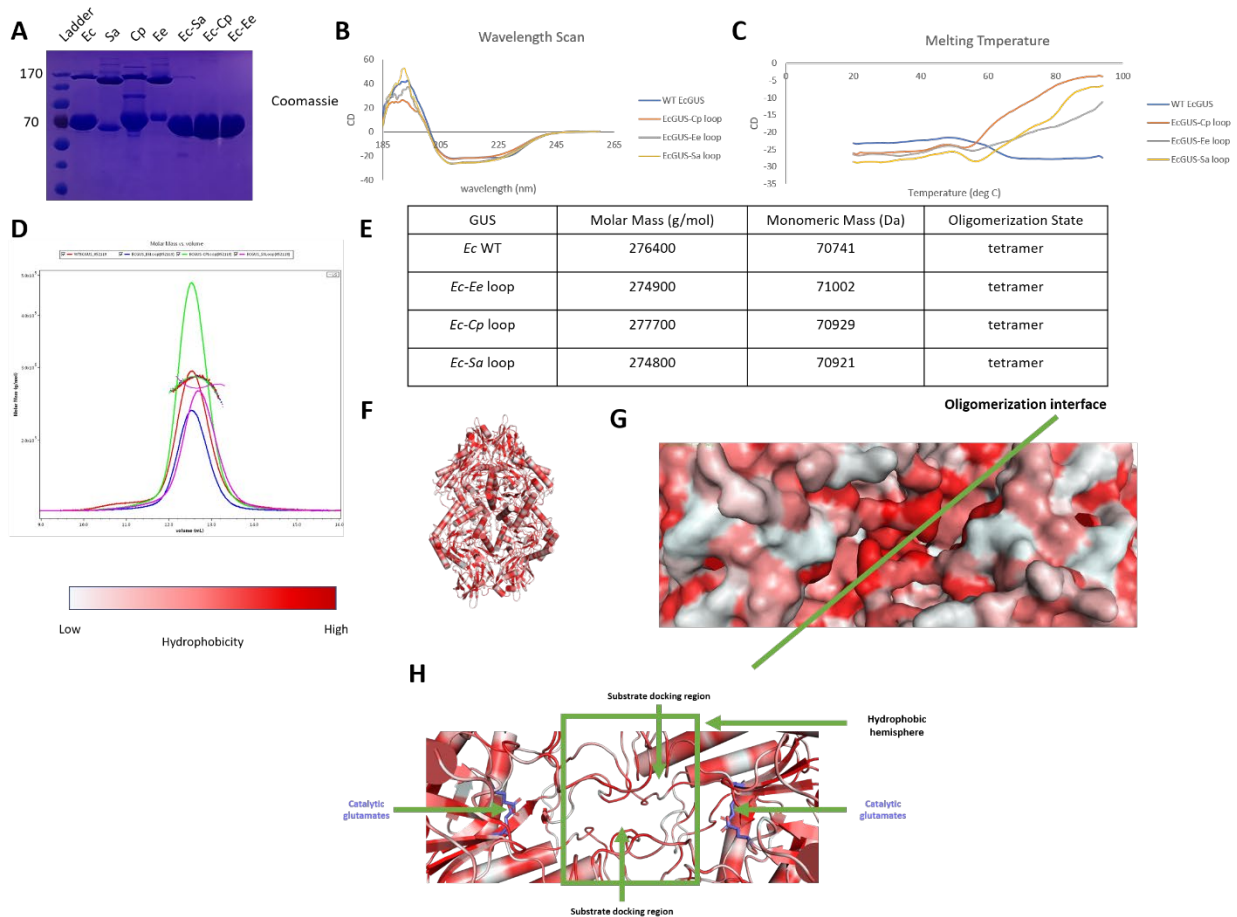 A
Ladder
Ec
Sa
Cp
Ee
Ec-Sa
Ec-Cp
Ec-Ee
170
70
Coomassie
B
Wavelength Scan
60
40
20
0
-20
-40
CD
185
205
225
245
265
wavelength (nm)
WT EcGUS
EcGUS-Cp loop
EcGUS-Ee loop
EcGUS-Sa loop
C
Melting Tmperature
0
-5
-10
-15
-20
-25
-30
-35
CD
0
20
40
60
80
100
Temperature (deg C)
WT EcGUS
EcGUS-Cp loop
EcGUS-Ee loop
EcGUS-Sa loop
D
Molar Mass vs. volume
Molar Mass (g/mol)
volume (mL)
Low
High
Hydrophobicity
E
GUS Molar Mass (g/mol) Monomeric Mass (Da) Oligomerization State
Ec WT 276400 70741 tetramer
Ec-Ee loop 274900 71002 tetramer
Ec-Cp loop 277700 70929 tetramer
Ec-Sa loop 274800 70921 tetramer
F
G
Oligomerization interface
H
Substrate docking region
Hydrophobic
hemisphere
Catalytic
glutamates
Catalytic
glutamates
Substrate docking region